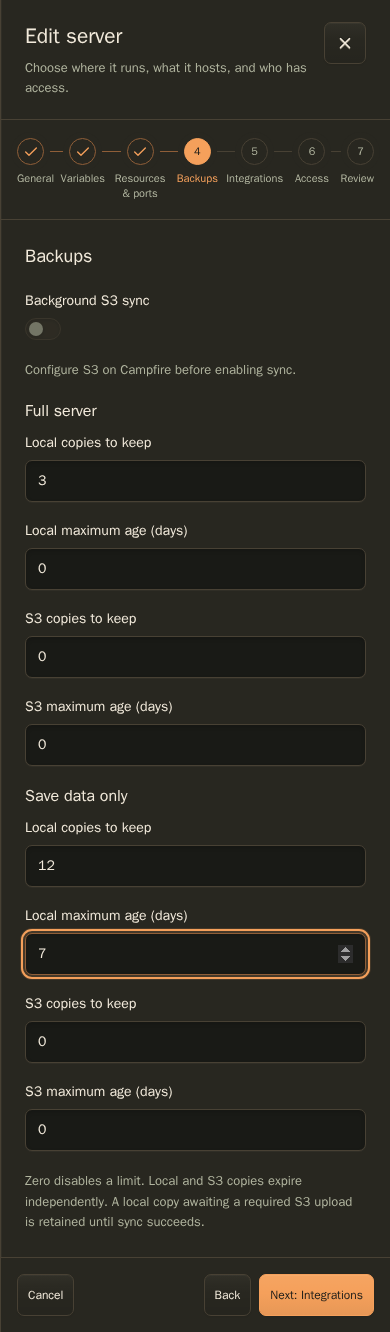 Edit server
Choose where it runs, what it hosts, and who has
access.
4
5
6
7
General
Variables
Resources
& ports
Backups
Integrations
Access
Review
Backups
Background S3 sync
Configure S3 on Campfire before enabling sync.
Full server
Local copies to keep
3
Local maximum age (days)
0
S3 copies to keep
0
S3 maximum age (days)
0
Save data only
Local copies to keep
12
Local maximum age (days)
7
S3 copies to keep
0
S3 maximum age (days)
0
Zero disables a limit. Local and S3 copies expire
independently. A local copy awaiting a required S3 upload
is retained until sync succeeds.
Cancel
Back
Next: Integrations